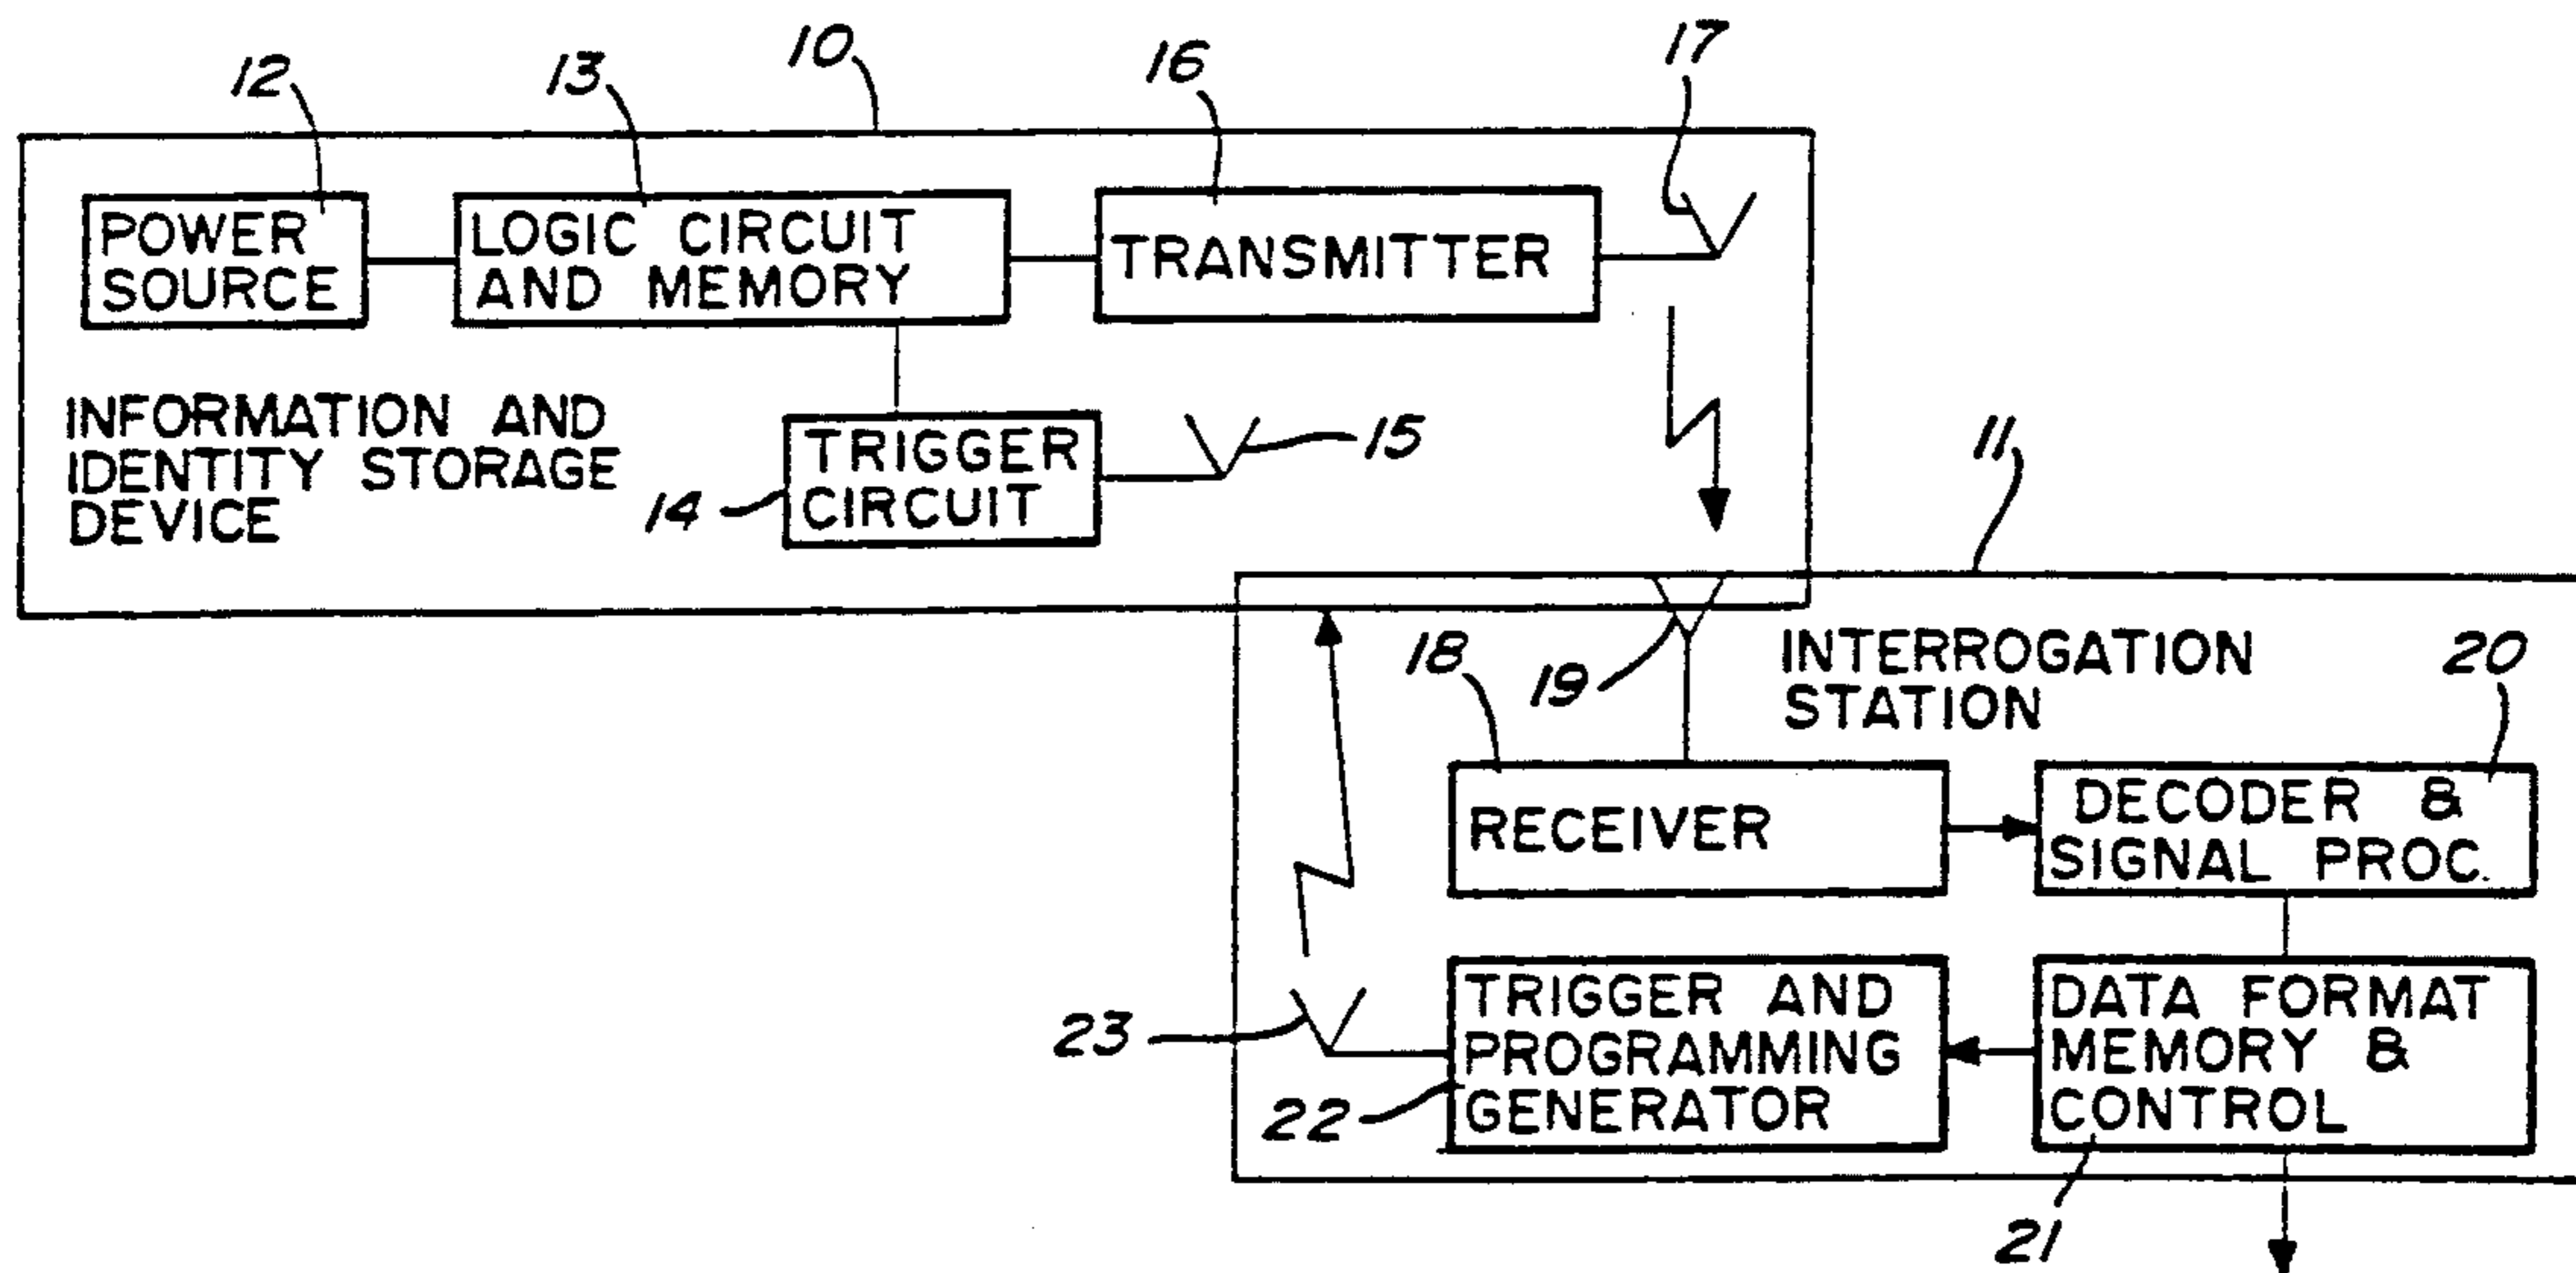 10
17
16
12
13
POWER
SOURCE
LOGIC CIRCUIT
AND MEMORY
TRANSMITTER
INFORMATION AND
IDENTITY STORAGE
DEVICE
14
TRIGGER
CIRCUIT
15
11
18
19
INTERROGATION
STATION
20
RECEIVER
DECODER &
SIGNAL PROC.
23
22
TRIGGER AND
PROGRAMMING
GENERATOR
DATA FORMAT
MEMORY &
CONTROL
21